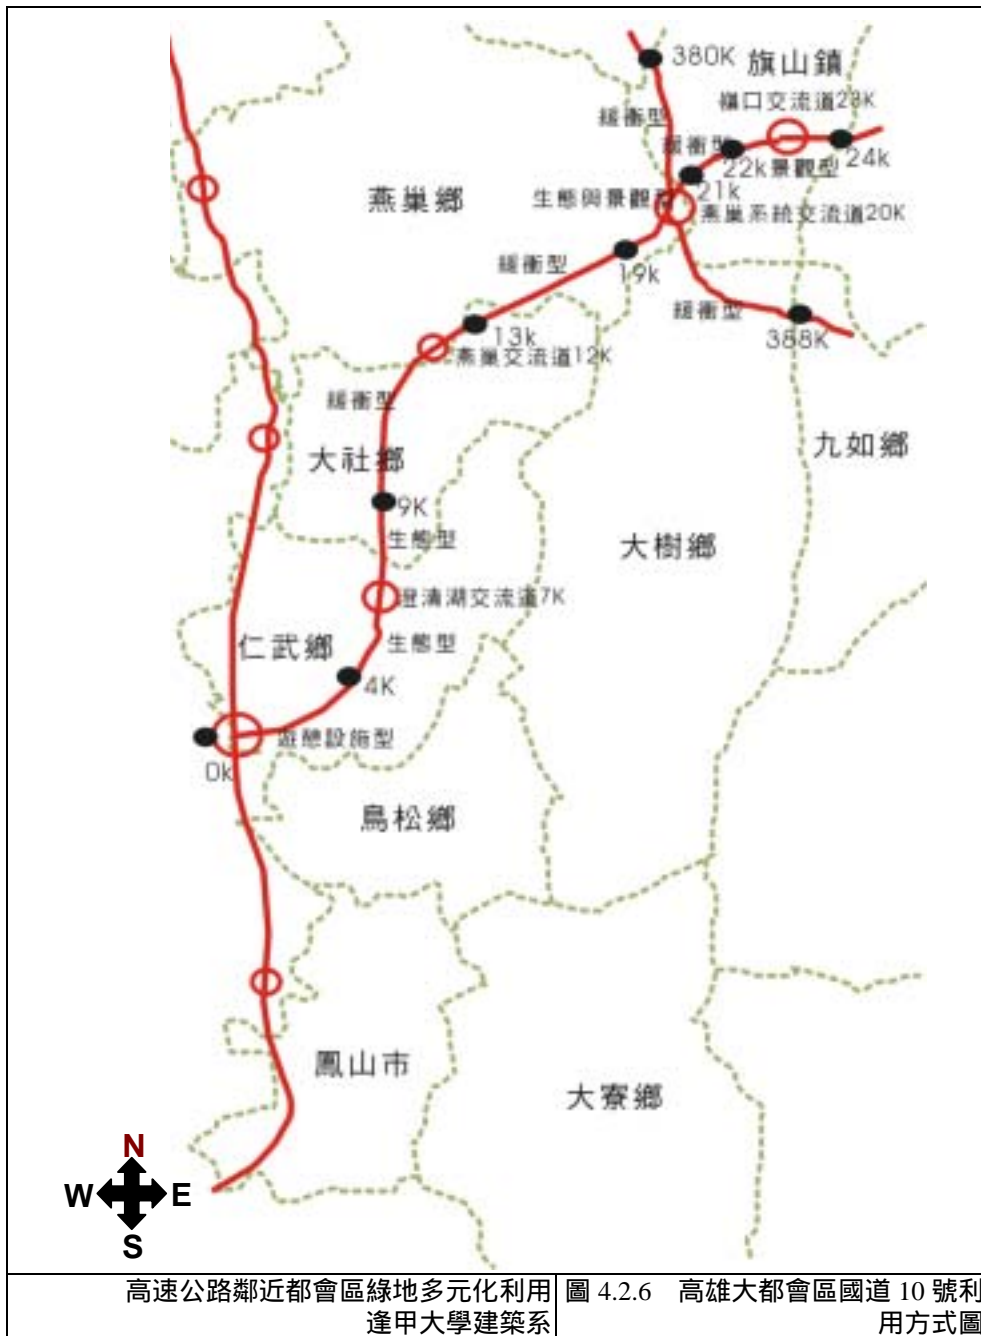 380K
旗山鎮
嶺口交流道23K
緩衝型
緩衝型
22k
景觀型
24k
21k
燕巢鄉
生態與景觀型
燕巢系統交流道20K
緩衝型
19k
緩衝型
388K
13k
燕巢交流道12K
緩衝型
大社鄉
九如鄉
9K
生態型
大樹鄉
澄清湖交流道7K
仁武鄉
生態型
4K
遊憩設施型
0k
鳥松鄉
鳳山市
大寮鄉
N
W
E
S
高速公路鄰近都會區綠地多元化利用
逢甲大學建築系
圖 4.2.6 高雄大都會區國道 10 號利
用方式圖